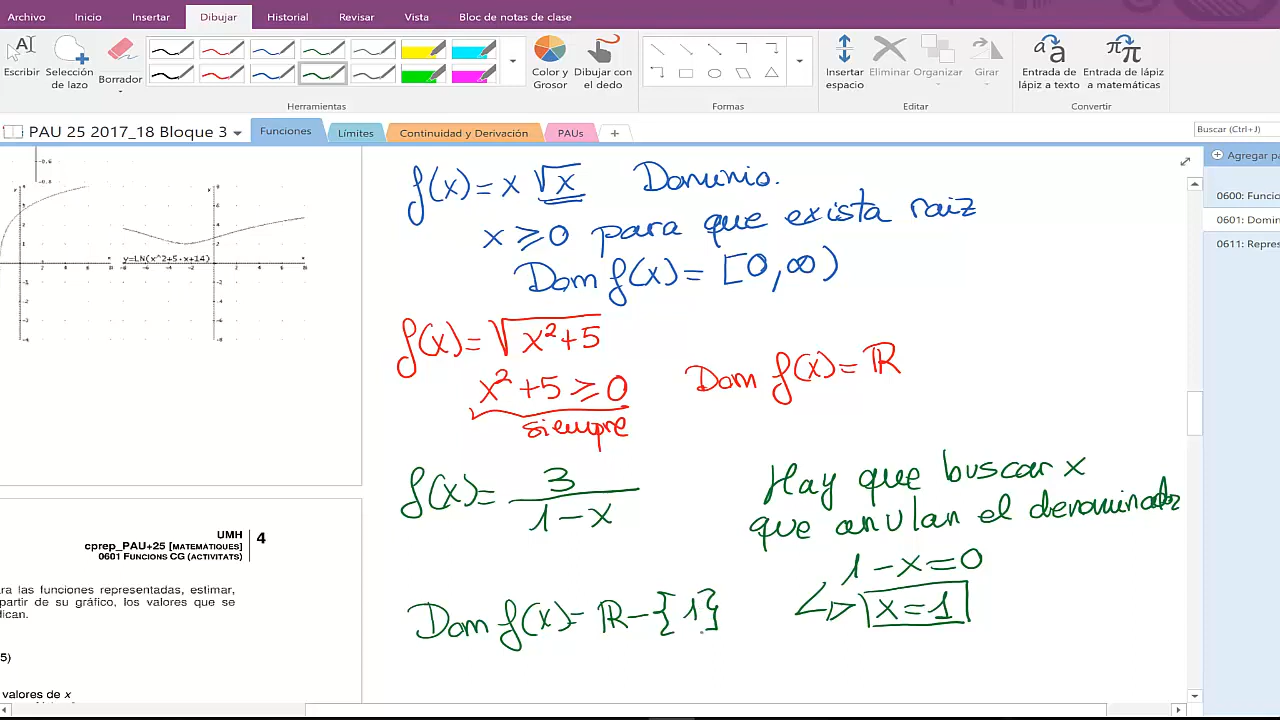 Archivo Inicio Insertar Dibujar Historial Revisar Vista Bloc de notas de clase
Escribir
Selección de lazo
Borrador
Color y Grosor
Dibujar con el dedo
Insertar espacio
Eliminar
Organizar
Girar
Entrada de lápiz a texto
Entrada de lápiz a matemáticas
Herramientas Formas Editar Convertir
PAU 25 2017_18 Bloque 3 Funciones Límites Continuidad y Derivación PAUs +
Buscar (Ctrl+J)
Agregar pá
0600: Funcio
0601: Domin
0611: Repres
y=LN(x^2+5·x+14)
f(x) = x √x Dominio.
x ⩾ 0 para que exista raiz
Dom f(x) = [0, ∞)
f(x) = √x²+5
x² + 5 ⩾ 0 Dom f(x) = ℝ
siempre
f(x) = 3 / 1 − x
Hay que buscar x
que anulan el denominador
1 − x = 0
x = 1
Dom f(x) = ℝ − {1}
UMH
cprep_PAU+25 [MATEMÀTIQUES] 4
0601 FUNCIONS CG (ACTIVITATS)
ra las funciones representadas, estimar,
partir de su gráfico, los valores que se
dican.
5)
valores de x